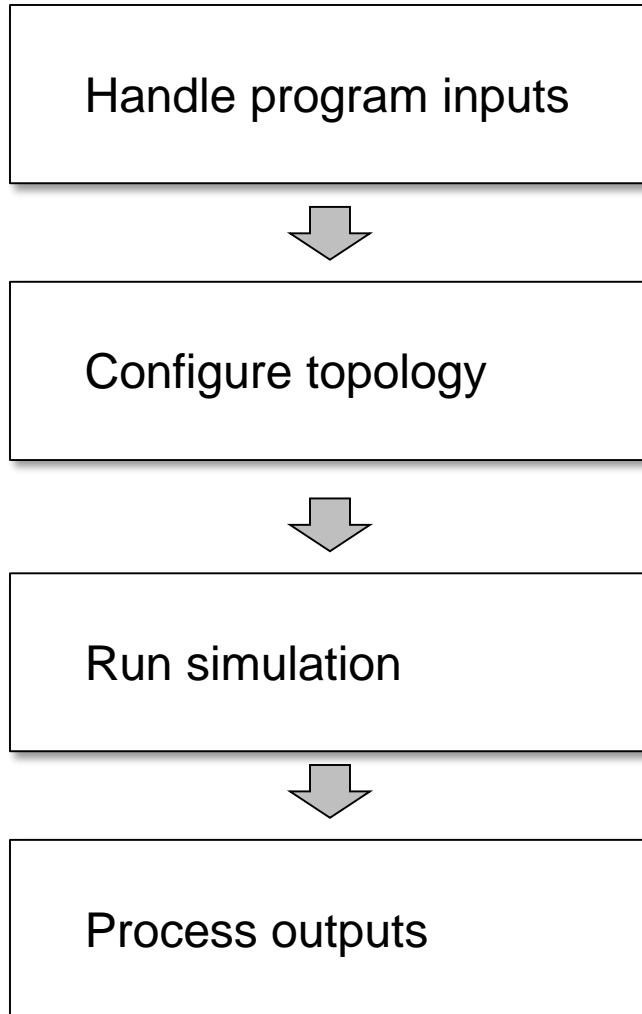 Handle program inputs
Configure topology
Run simulation
Process outputs